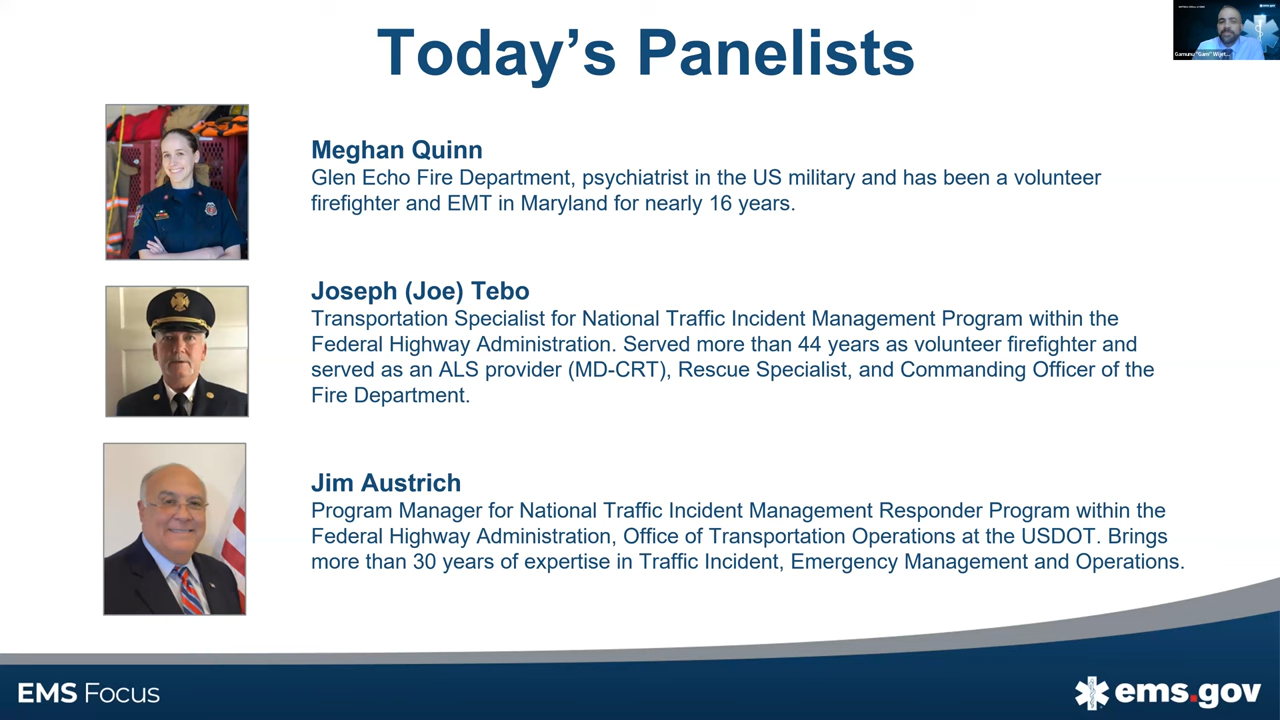 Today's Panelists
Gamunu "Gam" Wijet...
ems.gov
Meghan Quinn
Glen Echo Fire Department, psychiatrist in the US military and has been a volunteer
firefighter and EMT in Maryland for nearly 16 years.
Joseph (Joe) Tebo
Transportation Specialist for National Traffic Incident Management Program within the
Federal Highway Administration. Served more than 44 years as volunteer firefighter and
served as an ALS provider (MD-CRT), Rescue Specialist, and Commanding Officer of the
Fire Department.
Jim Austrich
Program Manager for National Traffic Incident Management Responder Program within the
Federal Highway Administration, Office of Transportation Operations at the USDOT. Brings
more than 30 years of expertise in Traffic Incident, Emergency Management and Operations.
EMS Focus
ems.gov